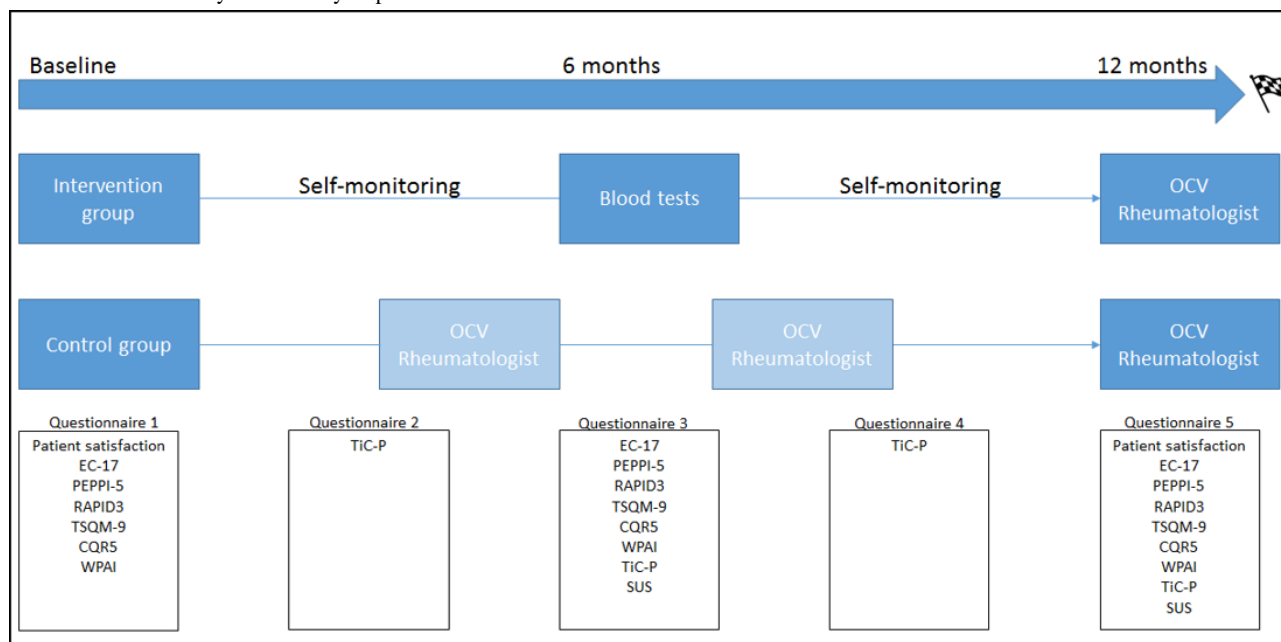 Baseline
6 months
12 months
Intervention
group
Self-monitoring
Blood tests
Self-monitoring
OCV
Rheumatologist
Control group
OCV
Rheumatologist
OCV
Rheumatologist
OCV
Rheumatologist
Questionnaire 1
Patient satisfaction
EC-17
PEPPI-5
RAPID3
TSQM-9
CQR5
WPAI
Questionnaire 2
TiC-P
Questionnaire 3
EC-17
PEPPI-5
RAPID3
TSQM-9
CQR5
WPAI
TiC-P
SUS
Questionnaire 4
TiC-P
Questionnaire 5
Patient satisfaction
EC-17
PEPPI-5
RAPID3
TSQM-9
CQR5
WPAI
TiC-P
SUS